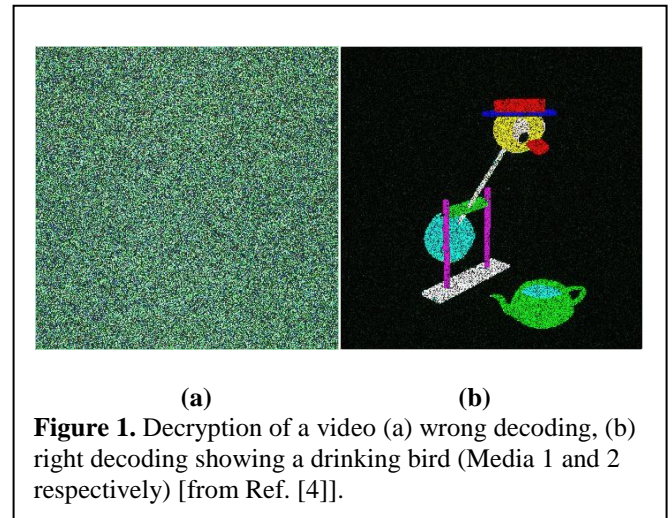 (a) (b)
Figure 1. Decryption of a video (a) wrong decoding, (b)
right decoding showing a drinking bird (Media 1 and 2
respectively) [from Ref. [4]].